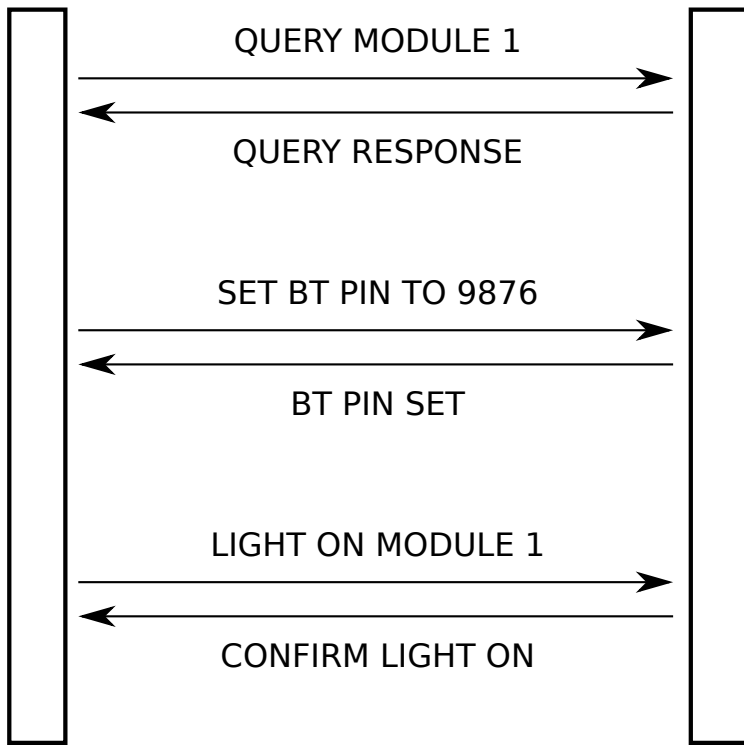 QUERY MODULE 1
QUERY RESPONSE
SET BT PIN TO 9876
BT PIN SET
LIGHT ON MODULE 1
CONFIRM LIGHT ON